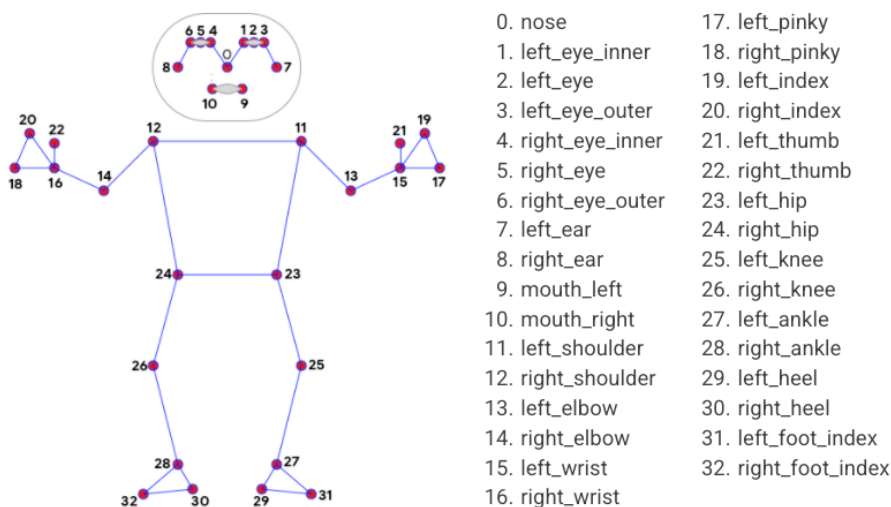 6 5 4 1 2 3
8 0 7
10 9
20 22 12 11 21 19
18 16 14 13 15 17
24 23
26 25
28 27
32 30 29 31
0. nose
1. left_eye_inner
2. left_eye
3. left_eye_outer
4. right_eye_inner
5. right_eye
6. right_eye_outer
7. left_ear
8. right_ear
9. mouth_left
10. mouth_right
11. left_shoulder
12. right_shoulder
13. left_elbow
14. right_elbow
15. left_wrist
16. right_wrist
17. left_pinky
18. right_pinky
19. left_index
20. right_index
21. left_thumb
22. right_thumb
23. left_hip
24. right_hip
25. left_knee
26. right_knee
27. left_ankle
28. right_ankle
29. left_heel
30. right_heel
31. left_foot_index
32. right_foot_index